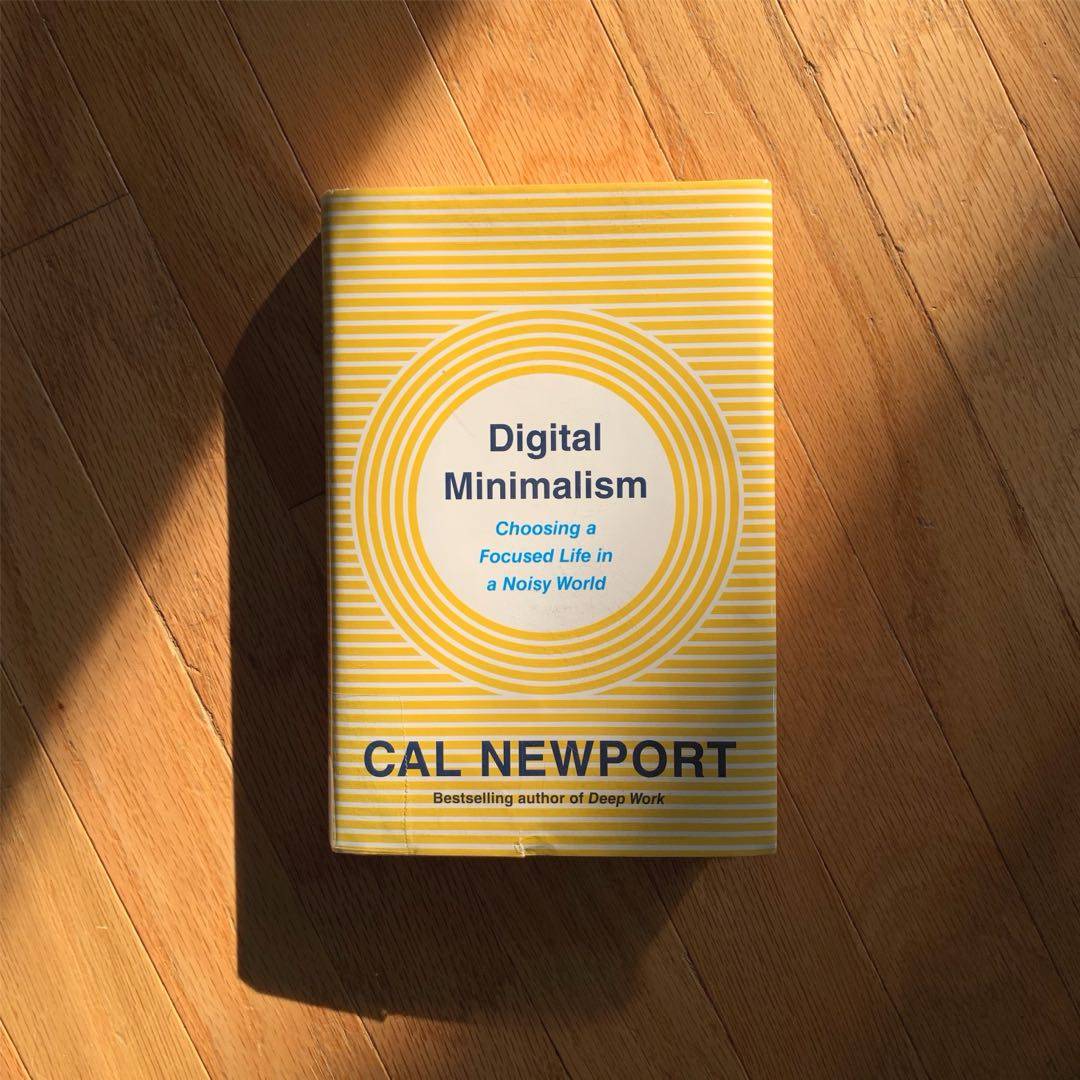 Digital
Minimalism
Choosing a
Focused Life in
a Noisy World
CAL NEWPORT
Bestselling author of Deep Work